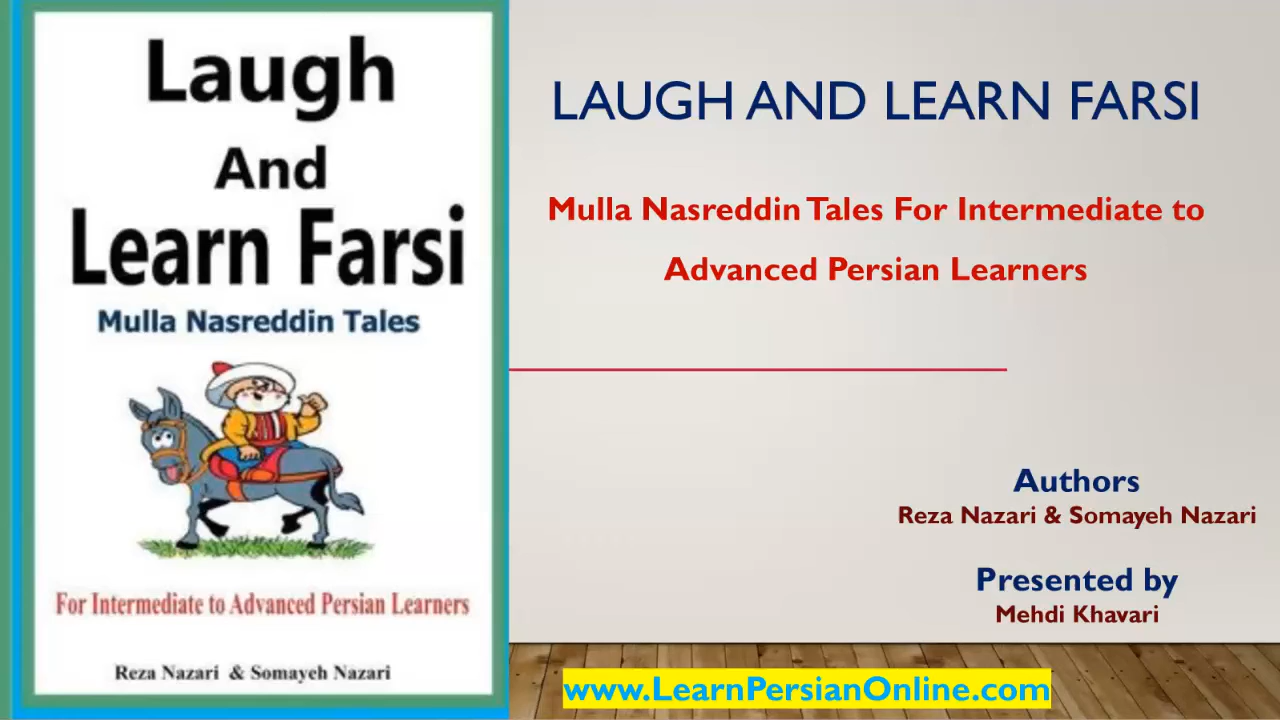 Laugh
And
Learn Farsi
Mulla Nasreddin Tales
For Intermediate to Advanced Persian Learners
Reza Nazari & Somayeh Nazari
LAUGH AND LEARN FARSI
Mulla Nasreddin Tales For Intermediate to
Advanced Persian Learners
Authors
Reza Nazari & Somayeh Nazari
Presented by
Mehdi Khavari
www.LearnPersianOnline.com